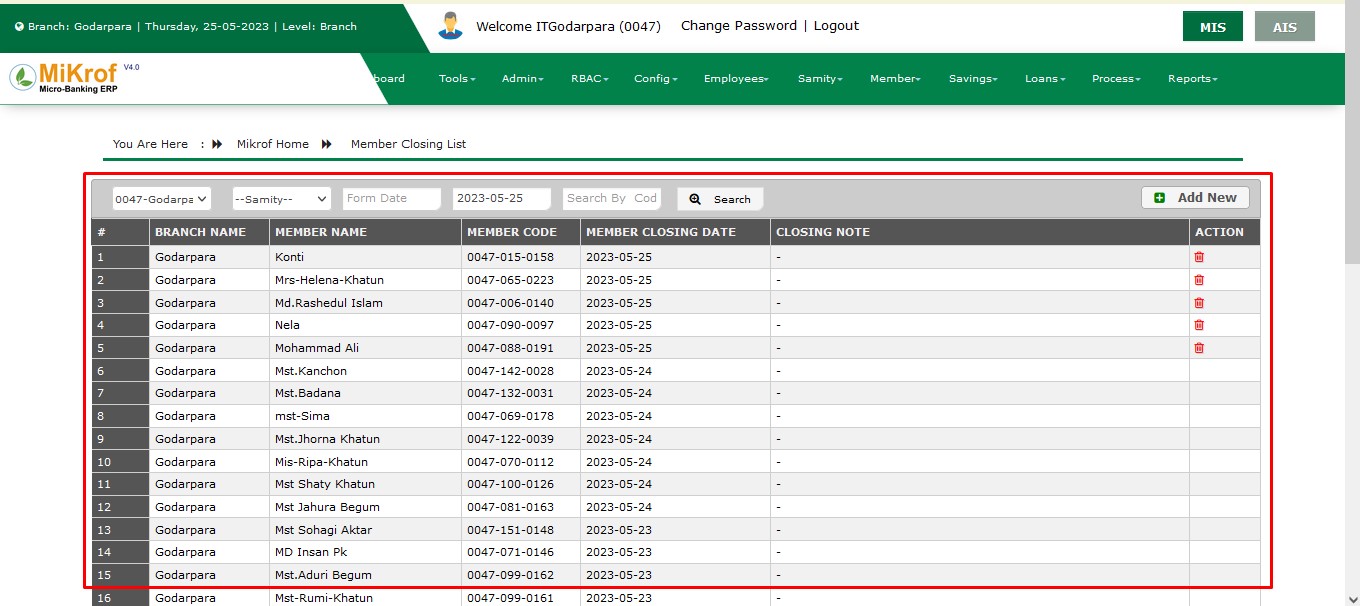 Branch: Godarpara | Thursday, 25-05-2023 | Level: Branch
Welcome ITGodarpara (0047) Change Password | Logout
MIS AIS
MiKrof V4.0
Micro-Banking ERP
board Tools Admin RBAC Config Employees Samity Member Savings Loans Process Reports
You Are Here : Mikrof Home Member Closing List
0047-Godarpa --Samity-- Form Date 2023-05-25 Search By Cod Search Add New
# BRANCH NAME MEMBER NAME MEMBER CODE MEMBER CLOSING DATE CLOSING NOTE ACTION
1 Godarpara Konti 0047-015-0158 2023-05-25 -
2 Godarpara Mrs-Helena-Khatun 0047-065-0223 2023-05-25 -
3 Godarpara Md.Rashedul Islam 0047-006-0140 2023-05-25 -
4 Godarpara Nela 0047-090-0097 2023-05-25 -
5 Godarpara Mohammad Ali 0047-088-0191 2023-05-25 -
6 Godarpara Mst.Kanchon 0047-142-0028 2023-05-24 -
7 Godarpara Mst.Badana 0047-132-0031 2023-05-24 -
8 Godarpara mst-Sima 0047-069-0178 2023-05-24 -
9 Godarpara Mst.Jhorna Khatun 0047-122-0039 2023-05-24 -
10 Godarpara Mis-Ripa-Khatun 0047-070-0112 2023-05-24 -
11 Godarpara Mst Shaty Khatun 0047-100-0126 2023-05-24 -
12 Godarpara Mst Jahura Begum 0047-081-0163 2023-05-24 -
13 Godarpara Mst Sohagi Aktar 0047-151-0148 2023-05-23 -
14 Godarpara MD Insan Pk 0047-071-0146 2023-05-23 -
15 Godarpara Mst.Aduri Begum 0047-099-0162 2023-05-23 -
16 Godarpara Mst-Rumi-Khatun 0047-099-0161 2023-05-23 -